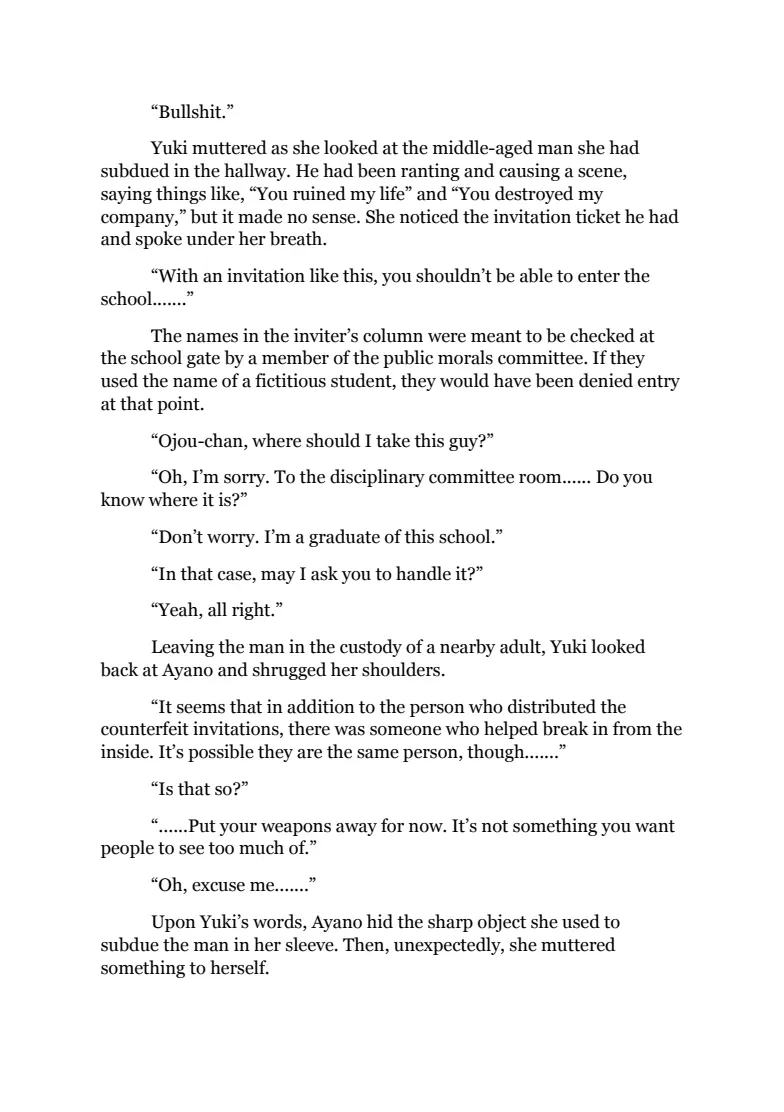 “Bullshit.”
Yuki muttered as she looked at the middle-aged man she had
subdued in the hallway. He had been ranting and causing a scene,
saying things like, “You ruined my life” and “You destroyed my
company,” but it made no sense. She noticed the invitation ticket he had
and spoke under her breath.
“With an invitation like this, you shouldn’t be able to enter the
school.......”
The names in the inviter’s column were meant to be checked at
the school gate by a member of the public morals committee. If they
used the name of a fictitious student, they would have been denied entry
at that point.
“Ojou-chan, where should I take this guy?”
“Oh, I’m sorry. To the disciplinary committee room...... Do you
know where it is?”
“Don’t worry. I’m a graduate of this school.”
“In that case, may I ask you to handle it?”
“Yeah, all right.”
Leaving the man in the custody of a nearby adult, Yuki looked
back at Ayano and shrugged her shoulders.
“It seems that in addition to the person who distributed the
counterfeit invitations, there was someone who helped break in from the
inside. It’s possible they are the same person, though.......”
“Is that so?”
“......Put your weapons away for now. It’s not something you want
people to see too much of.”
“Oh, excuse me.......”
Upon Yuki’s words, Ayano hid the sharp object she used to
subdue the man in her sleeve. Then, unexpectedly, she muttered
something to herself.